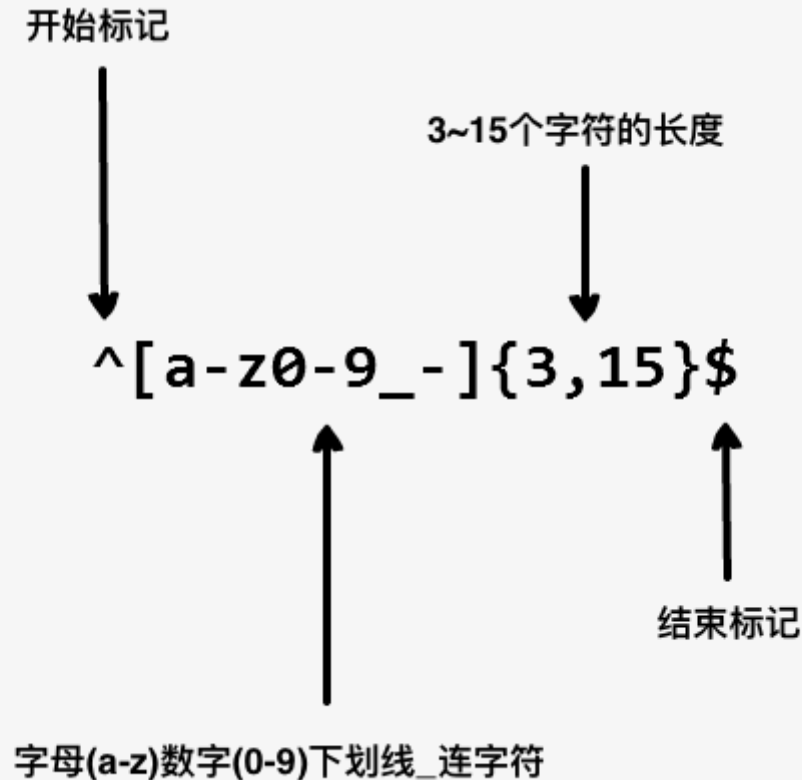 开始标记
3~15个字符的长度
^[a-z0-9_-]{3,15}$
结束标记
字母(a-z)数字(0-9)下划线_连字符